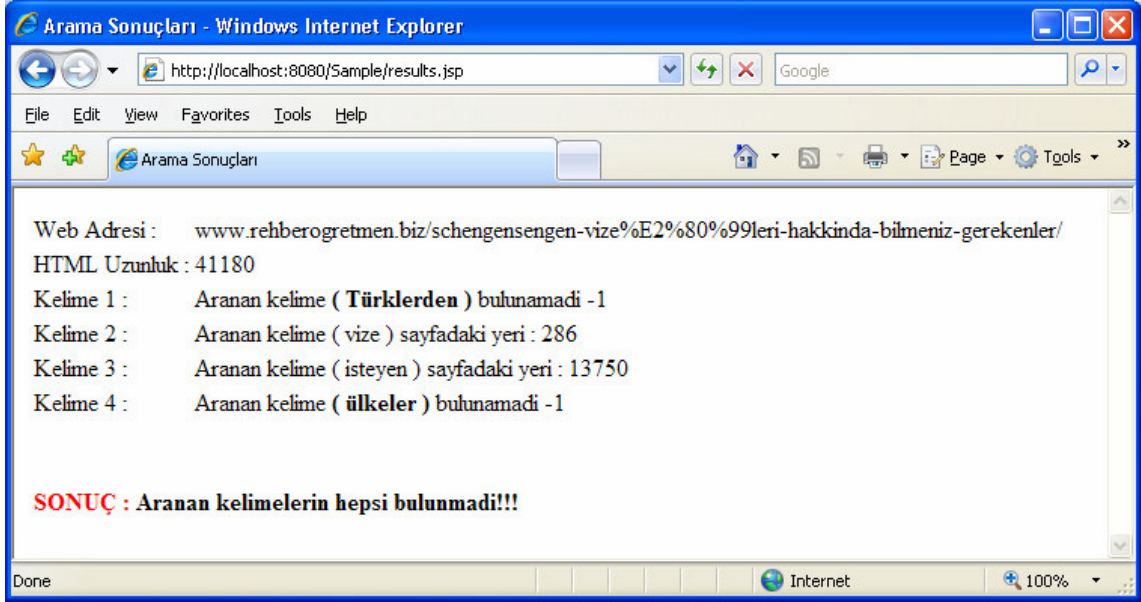 Arama Sonuçları - Windows Internet Explorer
http://localhost:8080/Sample/results.jsp
Google
File Edit View Favorites Tools Help
Arama Sonuçları
Page Tools
Web Adresi : www.rehberogretmen.biz/schengensengen-vize%E2%80%99leri-hakkinda-bilmeniz-gerekenler/
HTML Uzunluk : 41180
Kelime 1 : Aranan kelime ( Türklerden ) bulunamadi -1
Kelime 2 : Aranan kelime ( vize ) sayfadaki yeri : 286
Kelime 3 : Aranan kelime ( isteyen ) sayfadaki yeri : 13750
Kelime 4 : Aranan kelime ( ülkeler ) bulunamadi -1
SONUÇ : Aranan kelimelerin hepsi bulunmadi!!!
Done Internet 100%